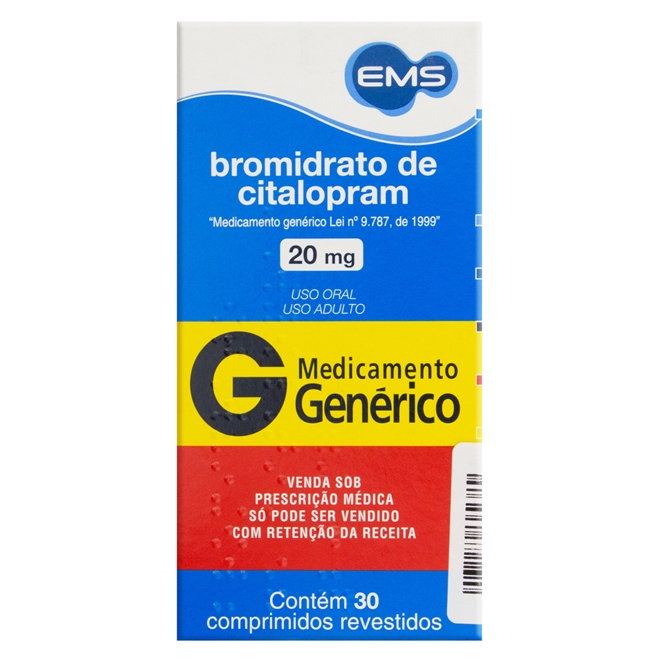 EMS
bromidrato de
citalopram
"Medicamento genérico Lei nº 9.787, de 1999"
20 mg
USO ORAL
USO ADULTO
G
Medicamento
Genérico
VENDA SOB
PRESCRIÇÃO MÉDICA
SÓ PODE SER VENDIDO
COM RETENÇÃO DA RECEITA
Contém 30
comprimidos revestidos